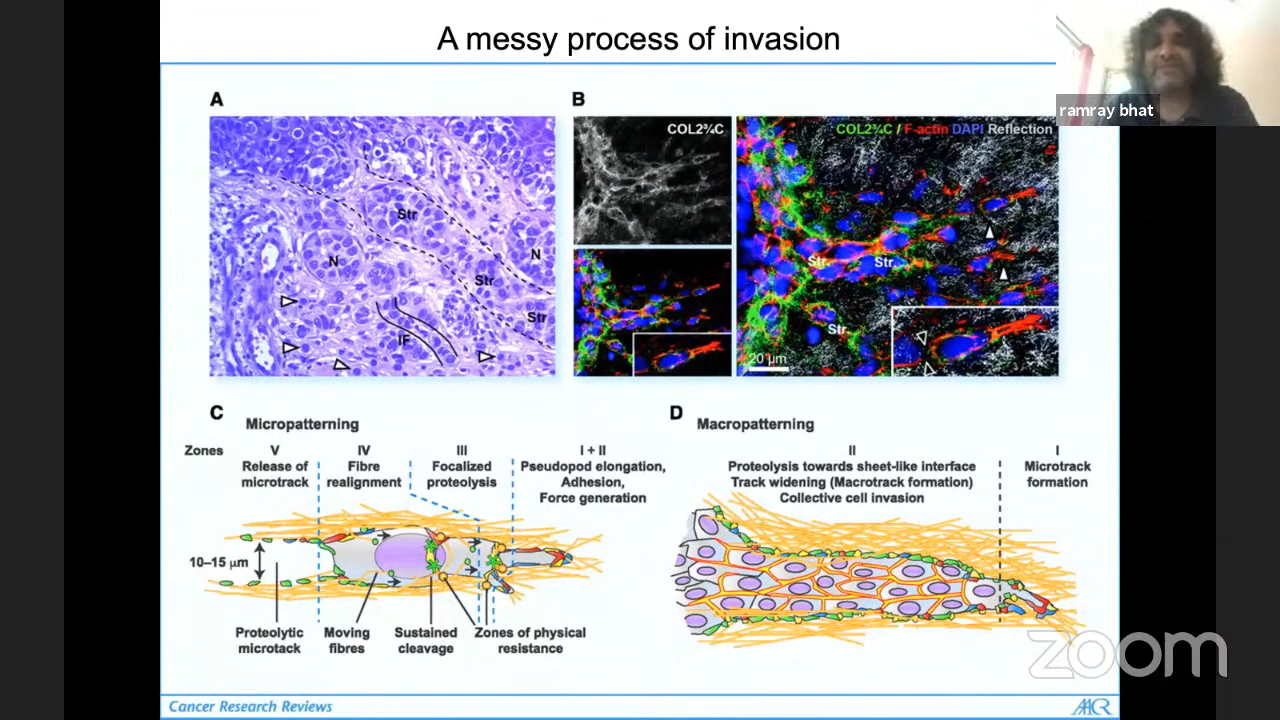 A messy process of invasion
ramray bhat
A
Str
N
N
Str
Str
IF
B
COL2¾C
COL2¾C / F-actin DAPI Reflection
Str
Str
Str
20 µm
C
Micropatterning
Zones
V
Release of
microtrack
IV
Fibre
realignment
III
Focalized
proteolysis
I + II
Pseudopod elongation,
Adhesion,
Force generation
10–15 µm
Proteolytic
microtack
Moving
fibres
Sustained
cleavage
Zones of physical
resistance
D
Macropatterning
II
Proteolysis towards sheet-like interface
Track widening (Macrotrack formation)
Collective cell invasion
I
Microtrack
formation
zoom
Cancer Research Reviews
AACR